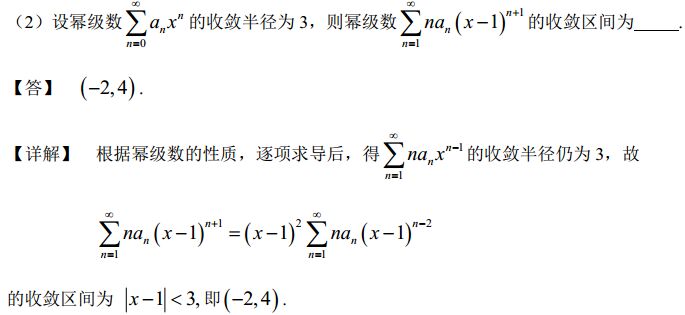 （2）设幂级数 $\sum_{n=0}^{\infty} a_n x^n$ 的收敛半径为 3，则幂级数 $\sum_{n=1}^{\infty} na_n (x-1)^{n+1}$ 的收敛区间为_____.
【答】 $(-2,4)$.
【详解】 根据幂级数的性质，逐项求导后，得 $\sum_{n=1}^{\infty} na_n x^{n-1}$ 的收敛半径仍为 3，故
$\sum_{n=1}^{\infty} na_n (x-1)^{n+1} = (x-1)^2 \sum_{n=1}^{\infty} na_n (x-1)^{n-2}$
的收敛区间为 $|x-1|<3$, 即 $(-2,4)$.